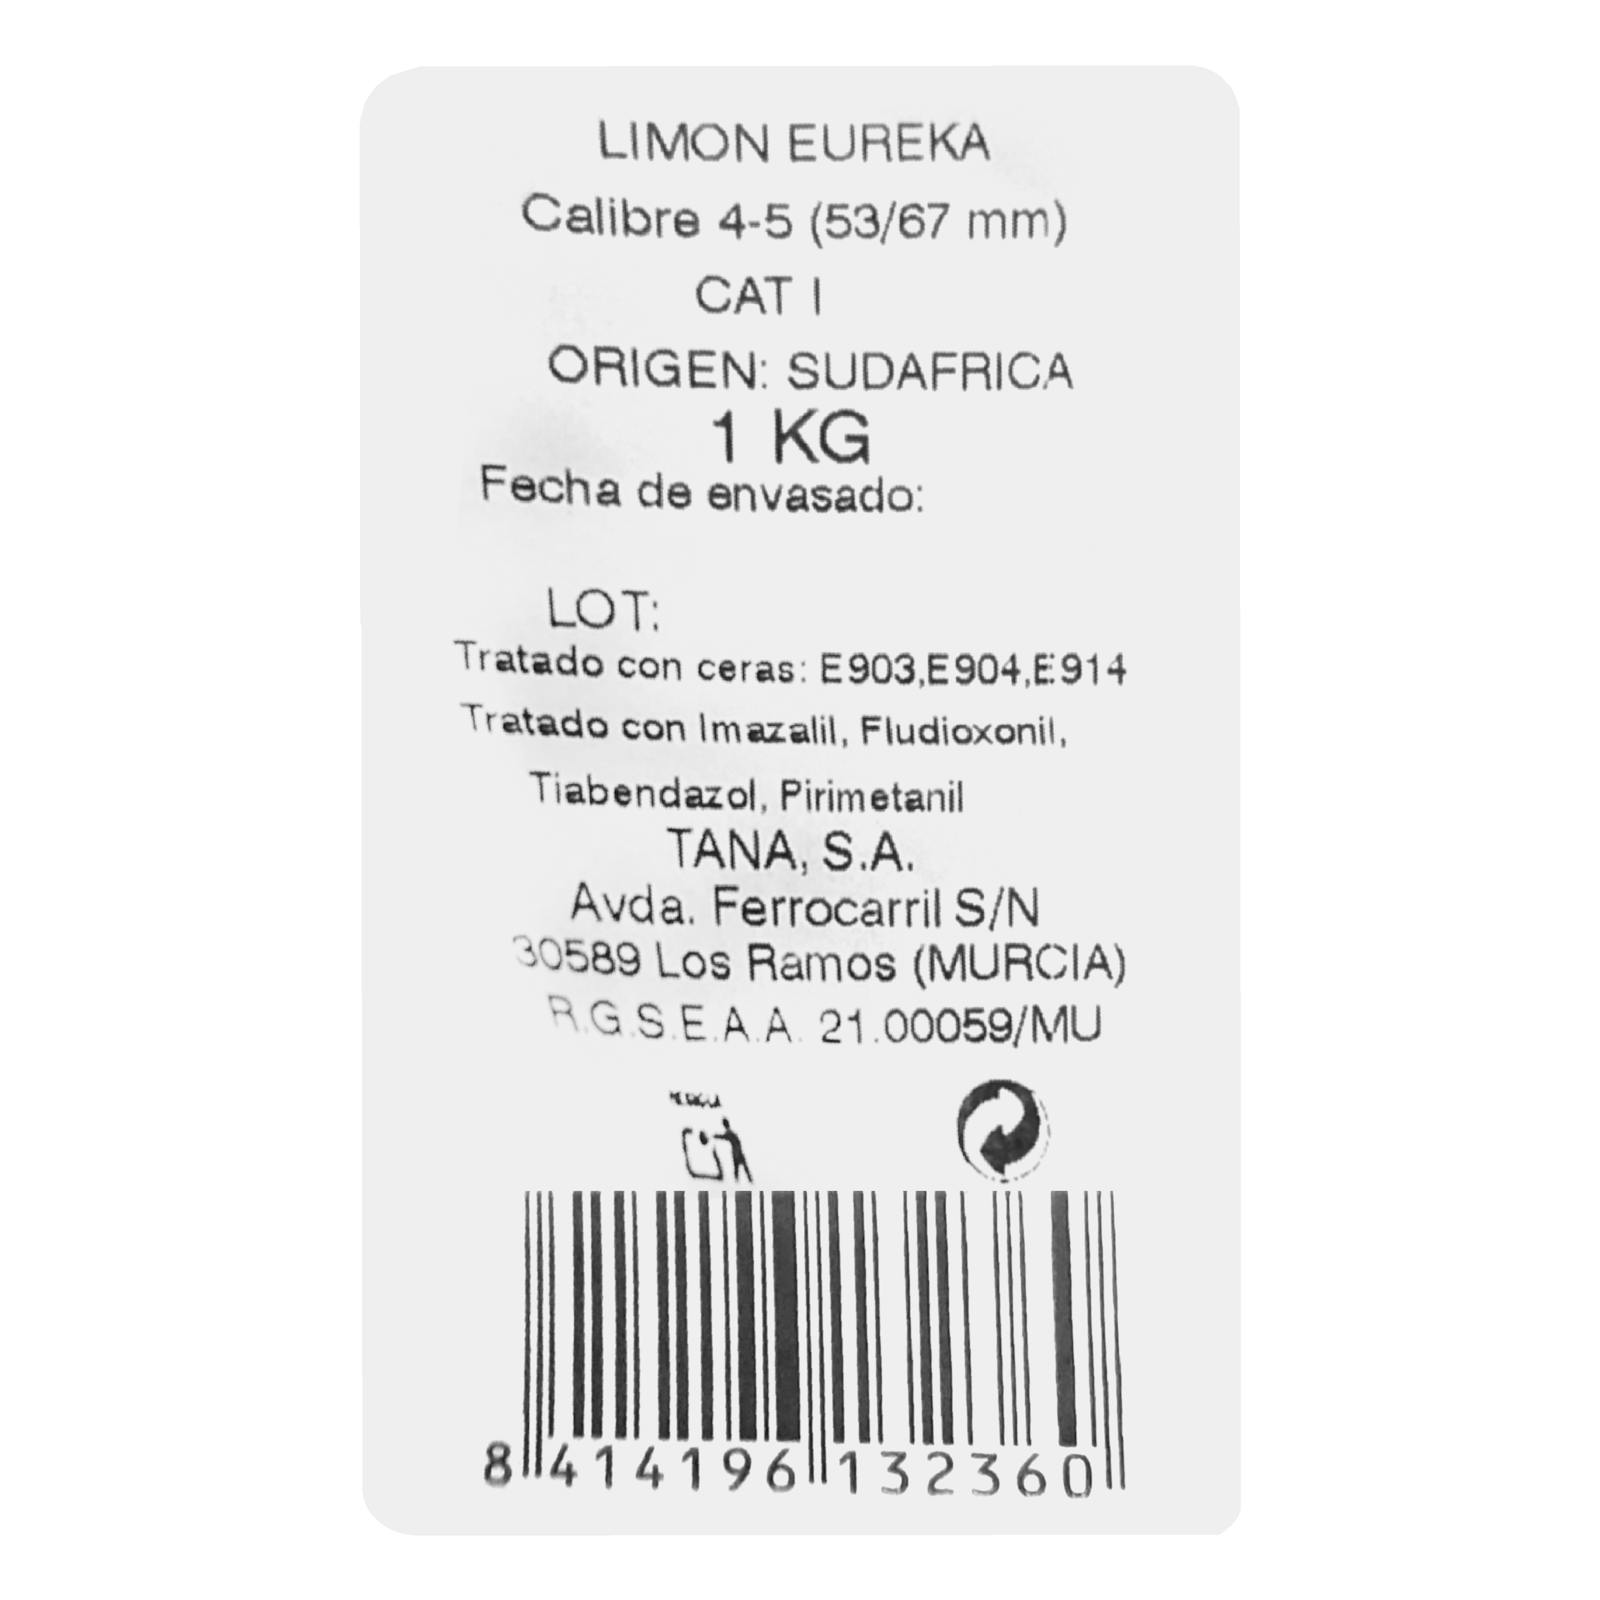 LIMON EUREKA
Calibre 4-5 (53/67 mm)
CAT I
ORIGEN: SUDAFRICA
1 KG
Fecha de envasado:
LOT:
Tratado con ceras: E903,E904,E914
Tratado con Imazalil, Fludioxonil,
Tiabendazol, Pirimetanil
TANA, S.A.
Avda. Ferrocarril S/N
30589 Los Ramos (MURCIA)
R.G.S.E.A.A. 21.00059/MU
8 414196 132360